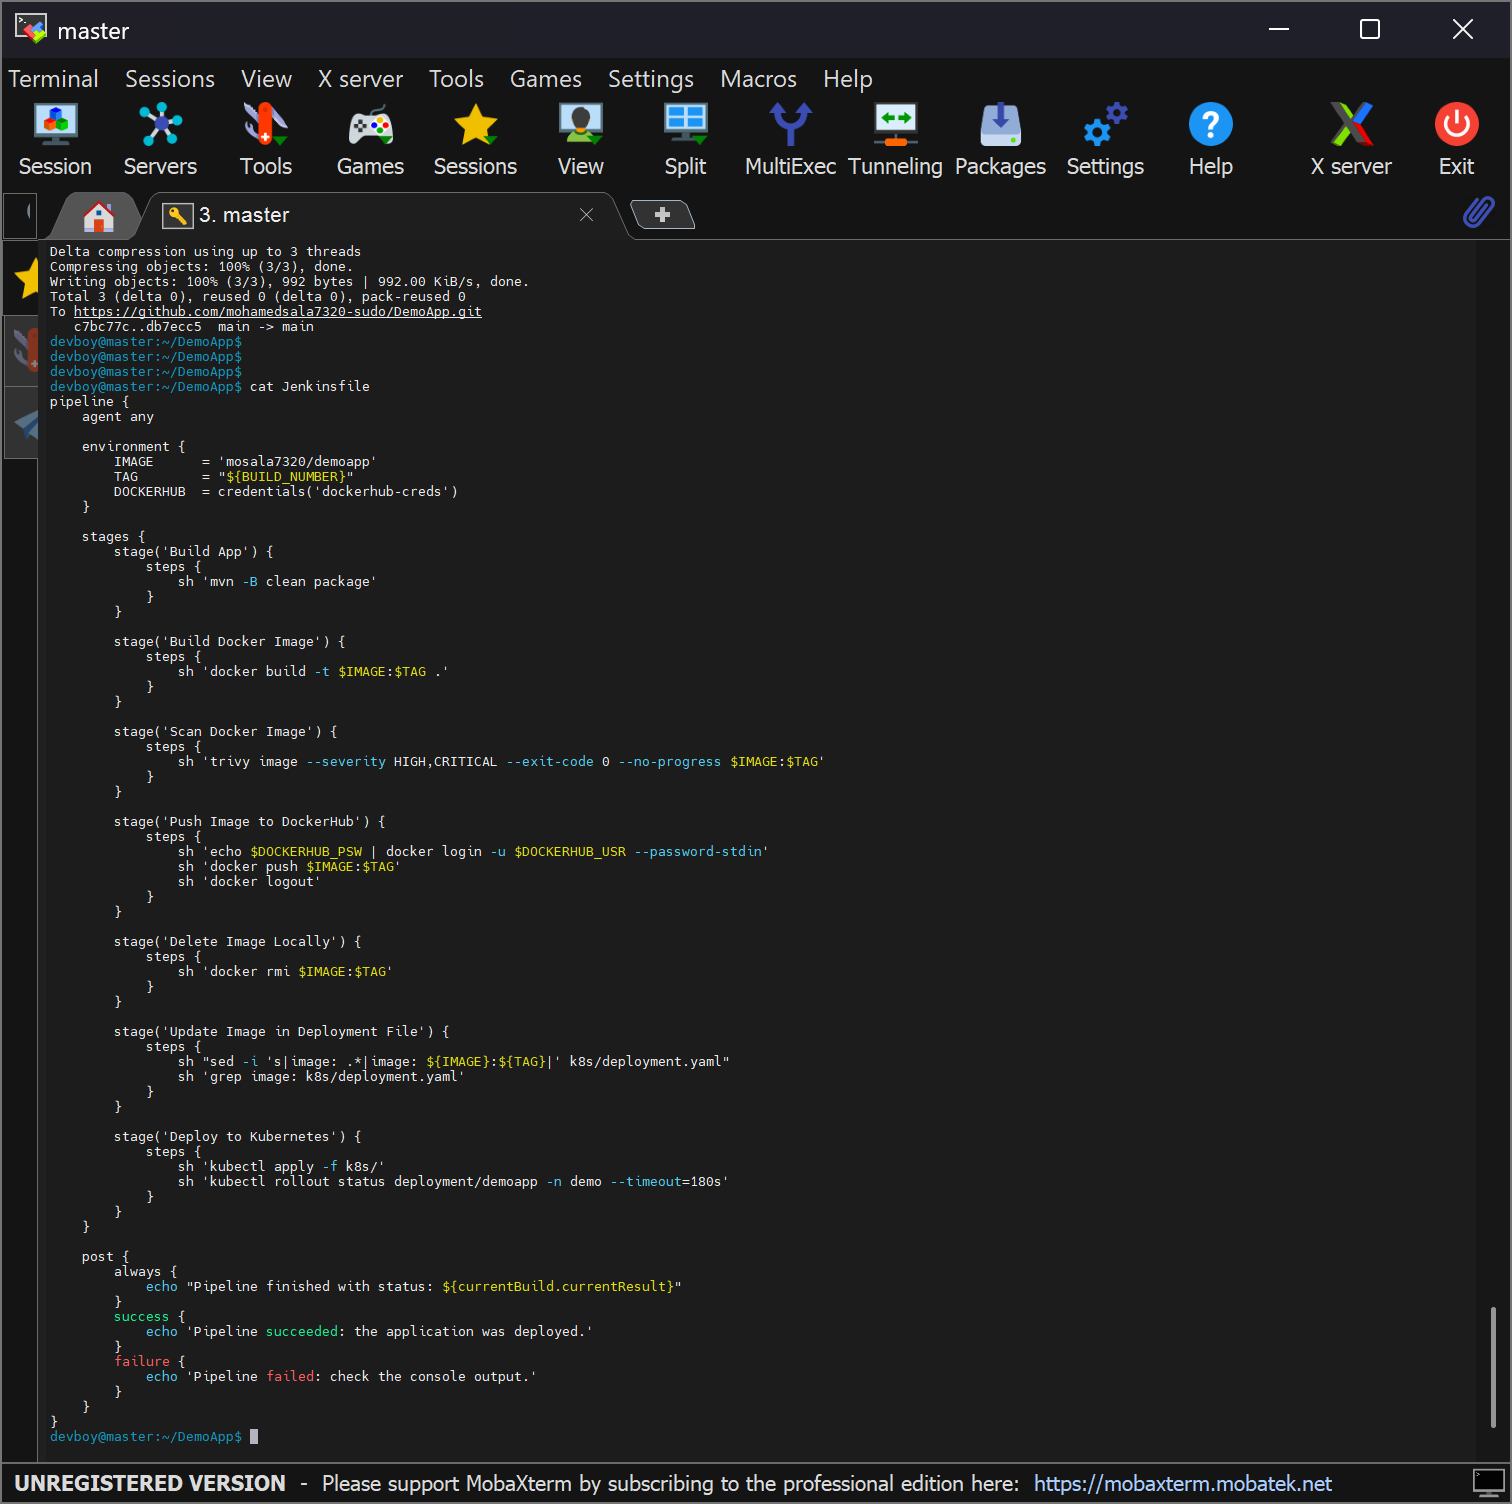 master
Terminal Sessions View X server Tools Games Settings Macros Help
Session Servers Tools Games Sessions View Split MultiExec Tunneling Packages Settings Help X server Exit
3. master
Delta compression using up to 3 threads
Compressing objects: 100% (3/3), done.
Writing objects: 100% (3/3), 992 bytes | 992.00 KiB/s, done.
Total 3 (delta 0), reused 0 (delta 0), pack-reused 0
To https://github.com/mohamedsala7320-sudo/DemoApp.git
   c7bc77c..db7ecc5  main -> main
devboy@master:~/DemoApp$
devboy@master:~/DemoApp$
devboy@master:~/DemoApp$
devboy@master:~/DemoApp$ cat Jenkinsfile
pipeline {
    agent any

    environment {
        IMAGE      = 'mosala7320/demoapp'
        TAG        = "${BUILD_NUMBER}"
        DOCKERHUB  = credentials('dockerhub-creds')
    }

    stages {
        stage('Build App') {
            steps {
                sh 'mvn -B clean package'
            }
        }

        stage('Build Docker Image') {
            steps {
                sh 'docker build -t $IMAGE:$TAG .'
            }
        }

        stage('Scan Docker Image') {
            steps {
                sh 'trivy image --severity HIGH,CRITICAL --exit-code 0 --no-progress $IMAGE:$TAG'
            }
        }

        stage('Push Image to DockerHub') {
            steps {
                sh 'echo $DOCKERHUB_PSW | docker login -u $DOCKERHUB_USR --password-stdin'
                sh 'docker push $IMAGE:$TAG'
                sh 'docker logout'
            }
        }

        stage('Delete Image Locally') {
            steps {
                sh 'docker rmi $IMAGE:$TAG'
            }
        }

        stage('Update Image in Deployment File') {
            steps {
                sh "sed -i 's|image: .*|image: ${IMAGE}:${TAG}|' k8s/deployment.yaml"
                sh 'grep image: k8s/deployment.yaml'
            }
        }

        stage('Deploy to Kubernetes') {
            steps {
                sh 'kubectl apply -f k8s/'
                sh 'kubectl rollout status deployment/demoapp -n demo --timeout=180s'
            }
        }
    }

    post {
        always {
            echo "Pipeline finished with status: ${currentBuild.currentResult}"
        }
        success {
            echo 'Pipeline succeeded: the application was deployed.'
        }
        failure {
            echo 'Pipeline failed: check the console output.'
        }
    }
}
devboy@master:~/DemoApp$
UNREGISTERED VERSION - Please support MobaXterm by subscribing to the professional edition here: https://mobaxterm.mobatek.net